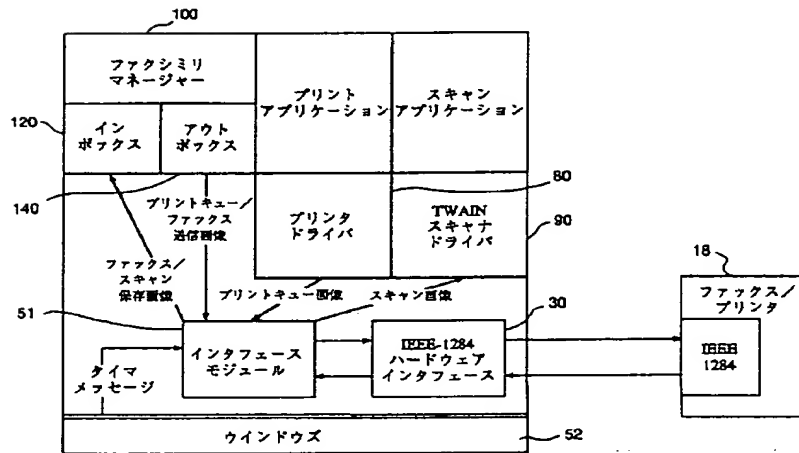 100
ファクシミリ
マネージャー
プリント
アプリケーション
スキャン
アプリケーション
120
イン
ボックス
アウト
ボックス
80
140
プリントキュー／
ファックス
送信画像
プリンタ
ドライバ
TWAIN
スキャナ
ドライバ
90
ファックス／
スキャン
保存画像
プリントキュー画像
スキャン画像
18
ファックス／
プリンタ
51
30
インタフェース
モジュール
IEEE-1284
ハードウェア
インタフェース
IEEE
1284
タイマ
メッセージ
ウインドウズ
52